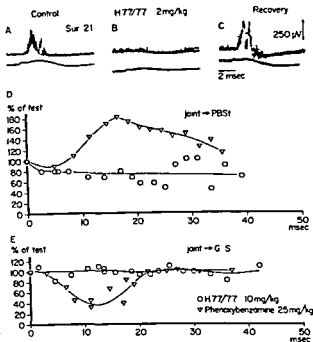 Control
H77/77 2mg/kg
Recovery
A
Sur 21
B
C
250 µV
2 msec
D
% of test
joint→PBSt
180
160
140
120
100
80
60
40
20
0
0 10 20 30 40 50
msec
E
% of test
joint→G S
120
100
80
60
40
20
0
H77/77 10mg/kg
Phenoxybenzamine 25mg/kg
0 10 20 30 40 50
msec